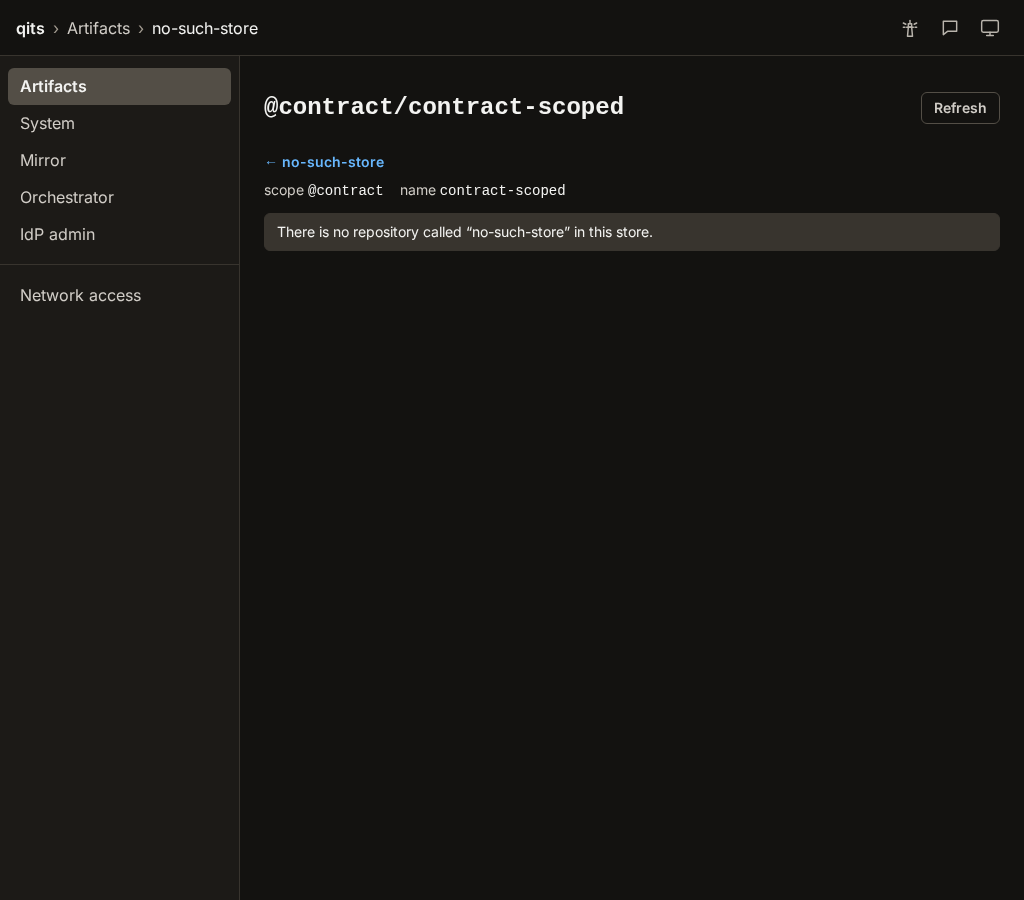 qits › Artifacts › no-such-store
Artifacts
System
Mirror
Orchestrator
IdP admin
Network access
@contract/contract-scoped
Refresh
← no-such-store
scope @contract name contract-scoped
There is no repository called “no-such-store” in this store.